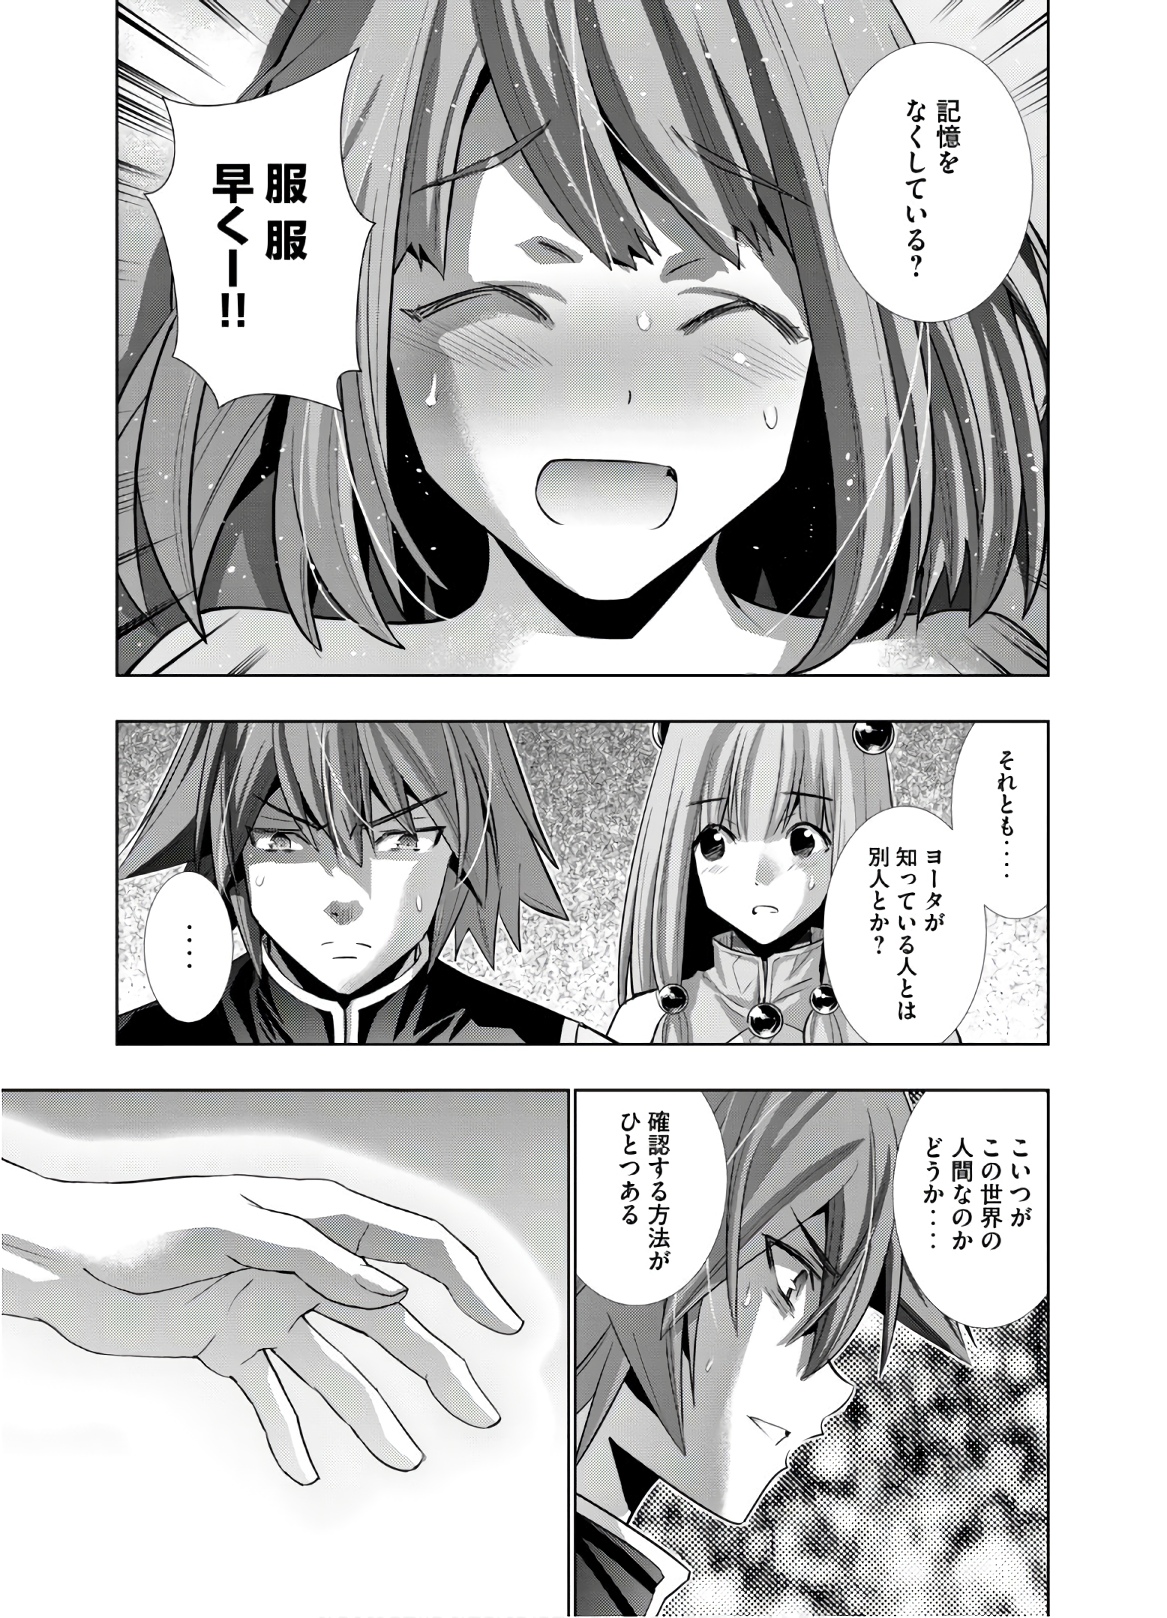 記憶を
なくしている？
服服
早くー!!
それとも‥‥
ヨータが
知っている人とは
別人とか？
‥‥
こいつが
この世界の
人間なのか
どうか‥‥
確認する方法が
ひとつある